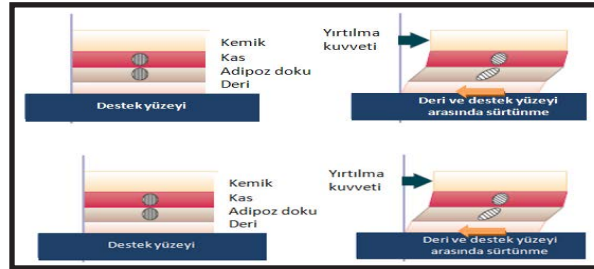 Kemik
Kas
Adipoz doku
Deri
Destek yüzeyi
Yırtılma
kuvveti
Deri ve destek yüzeyi
arasında sürtünme
Kemik
Kas
Adipoz doku
Deri
Destek yüzeyi
Yırtılma
kuvveti
Deri ve destek yüzeyi
arasında sürtünme